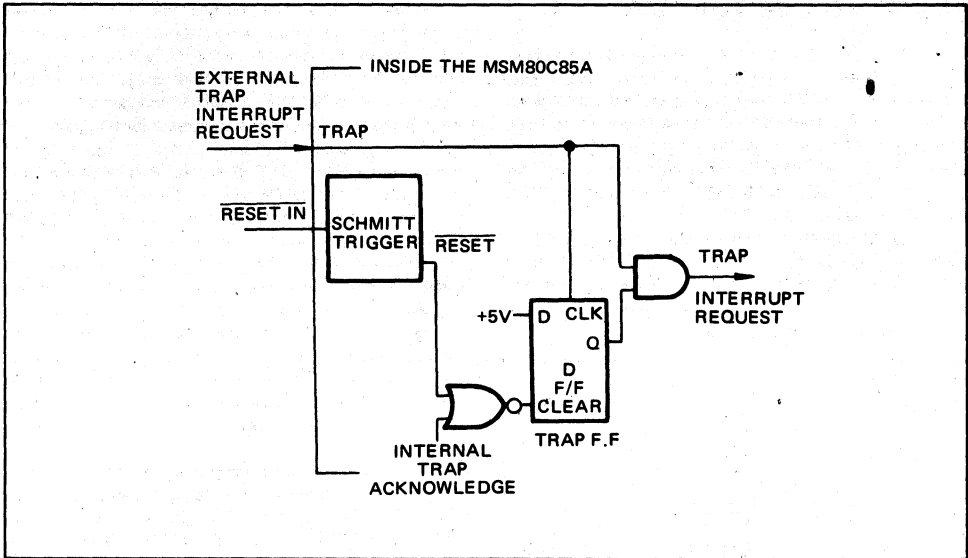 INSIDE THE MSM80C85A
EXTERNAL
TRAP
INTERRUPT
REQUEST
TRAP
RESET IN
SCHMITT
TRIGGER
RESET
TRAP
INTERRUPT
REQUEST
+5V
D CLK
Q
D
F/F
CLEAR
TRAP F.F
INTERNAL
TRAP
ACKNOWLEDGE